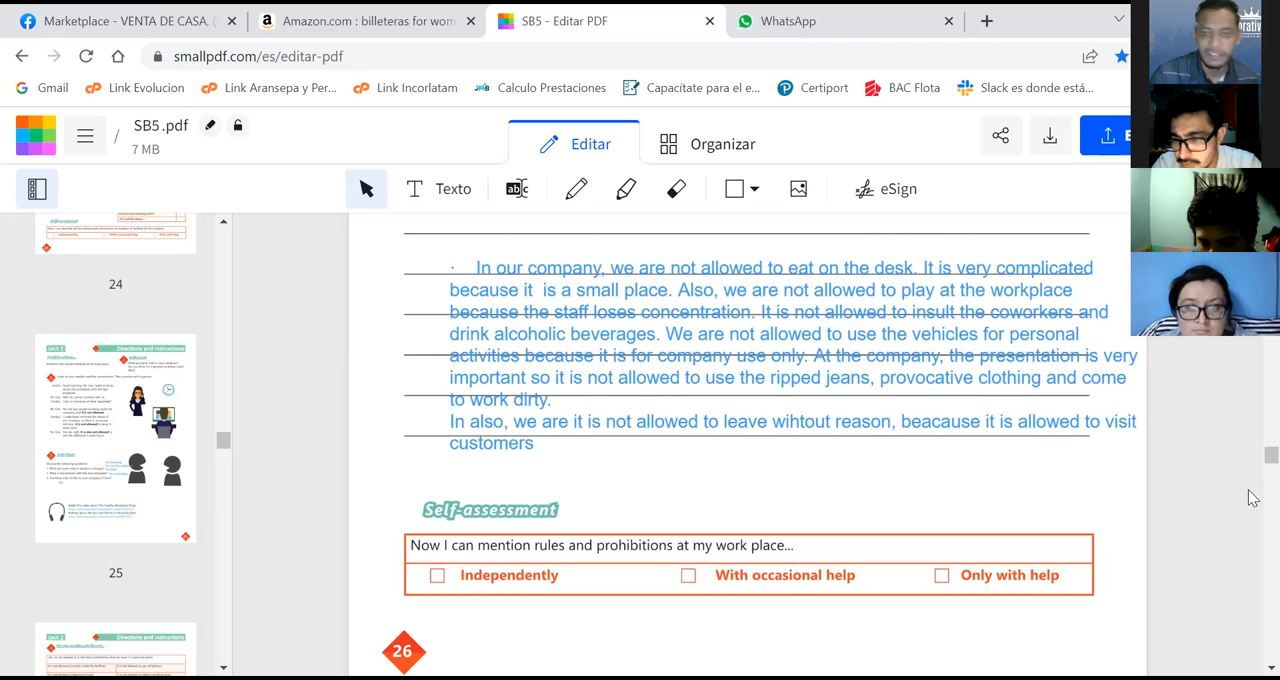 Marketplace - VENTA DE CASA, (
Amazon.com : billeteras for wom
SB5 - Editar PDF
WhatsApp
smallpdf.com/es/editar-pdf
Gmail
Link Evolucion
Link Aransepa y Per...
Link Incorlatam
Calculo Prestaciones
Capacítate para el e...
Certiport
BAC Flota
Slack es donde está...
/ SB5.pdf
7 MB
Editar
Organizar
Texto
eSign
24
Unit 2 Directions and instructions
25
Directions and instructions
· In our company, we are not allowed to eat on the desk. It is very complicated
because it is a small place. Also, we are not allowed to play at the workplace
because the staff loses concentration. It is not allowed to insult the coworkers and
drink alcoholic beverages. We are not allowed to use the vehicles for personal
activities because it is for company use only. At the company, the presentation is very
important so it is not allowed to use the ripped jeans, provocative clothing and come
to work dirty.
In also, we are it is not allowed to leave wihtout reason, beacause it is allowed to visit
customers
Self-assessment
Now I can mention rules and prohibitions at my work place...
Independently
With occasional help
Only with help
26